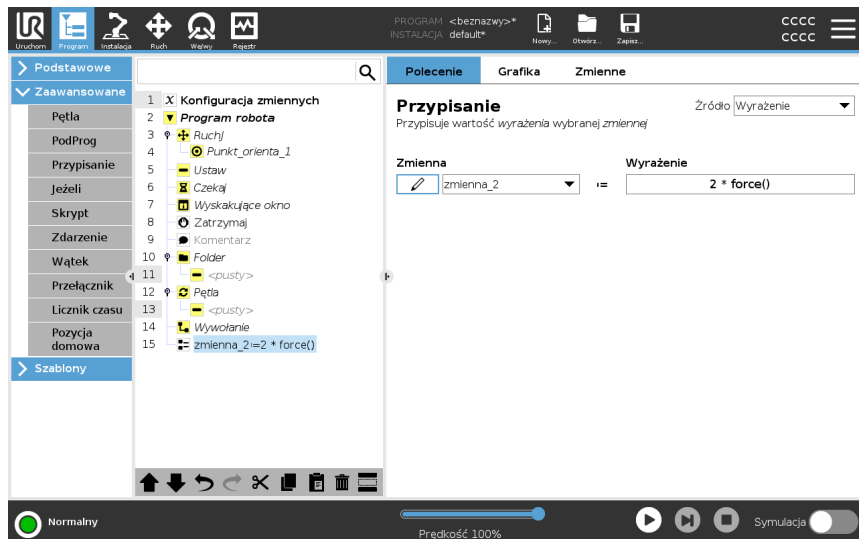 PROGRAM <beznazwy>*
INSTALACJA default*
CCCC
CCCC
Uruchom Program Instalacja Ruch We/wy Rejestr Nowy... Otwórz... Zapisz...
Podstawowe
Zaawansowane
Pętla
PodProg
Przypisanie
Jeżeli
Skrypt
Zdarzenie
Wątek
Przełącznik
Licznik czasu
Pozycja
domowa
Szablony
1 X Konfiguracja zmiennych
2 Program robota
3 RuchJ
4 Punkt_orienta_1
5 Ustaw
6 Czekaj
7 Wyskakujące okno
8 Zatrzymaj
9 Komentarz
10 Folder
11 <pusty>
12 Pętla
13 <pusty>
14 Wywołanie
15 zmienna_2:=2 * force()
Polecenie Grafika Zmienne
Przypisanie
Źródło Wyrażenie
Przypisuje wartość wyrażenia wybranej zmiennej
Zmienna Wyrażenie
zmienna_2 := 2 * force()
Normalny
Prędkość 100%
Symulacja